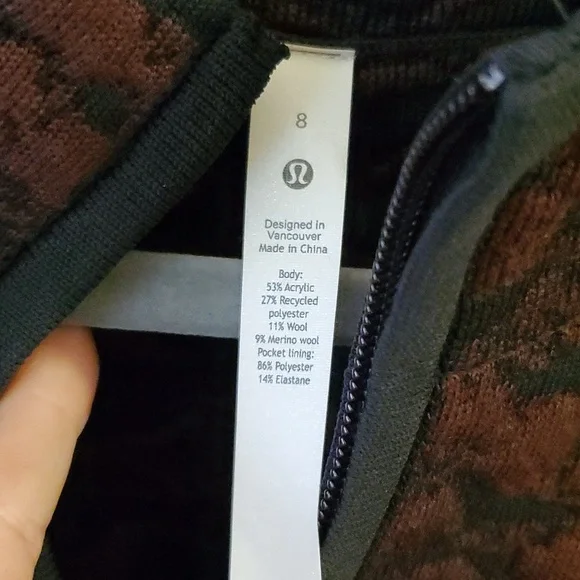 8
Designed in
Vancouver
Made in China
Body:
53% Acrylic
27% Recycled
polyester
11% Wool
9% Merino wool
Pocket lining:
86% Polyester
14% Elastane